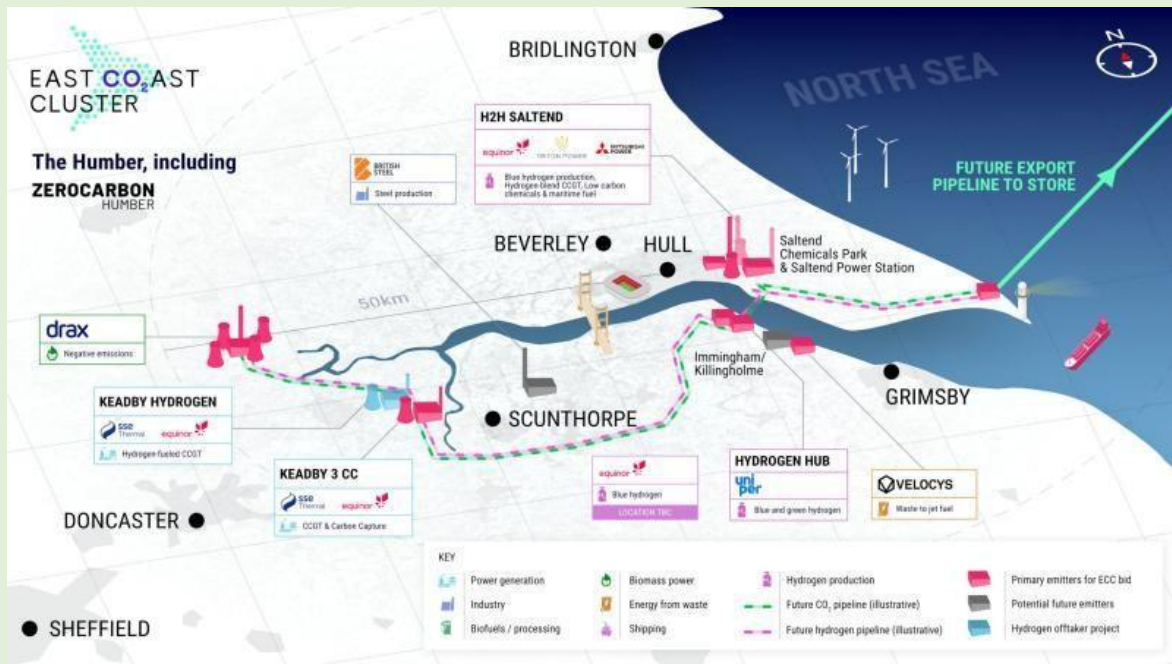 EAST CO2AST
CLUSTER
The Humber, including
ZEROCARBON
HUMBER
BRIDLINGTON
NORTH SEA
N
FUTURE EXPORT
PIPELINE TO STORE
H2H SALTEND
equinor
TRITON POWER
MITSUBISHI
POWER
Blue hydrogen production,
Hydrogen blend CCGT, Low carbon
chemicals & maritime fuel
BRITISH
STEEL
Steel production
BEVERLEY
HULL
Saltend
Chemicals Park
& Saltend Power Station
50km
drax
Negative emissions
Immingham/
Killingholme
GRIMSBY
KEADBY HYDROGEN
sse
Thermal
equinor
Hydrogen-fueled CCGT
SCUNTHORPE
KEADBY 3 CC
sse
Thermal
equinor
CCGT & Carbon Capture
equinor
Blue hydrogen
LOCATION TBC
HYDROGEN HUB
uni
per
Blue and green hydrogen
VELOCYS
Waste to jet fuel
DONCASTER
SHEFFIELD
KEY
Power generation
Industry
Biofuels / processing
Biomass power
Energy from waste
Shipping
Hydrogen production
Future CO2 pipeline (illustrative)
Future hydrogen pipeline (illustrative)
Primary emitters for ECC bid
Potential future emitters
Hydrogen offtaker project